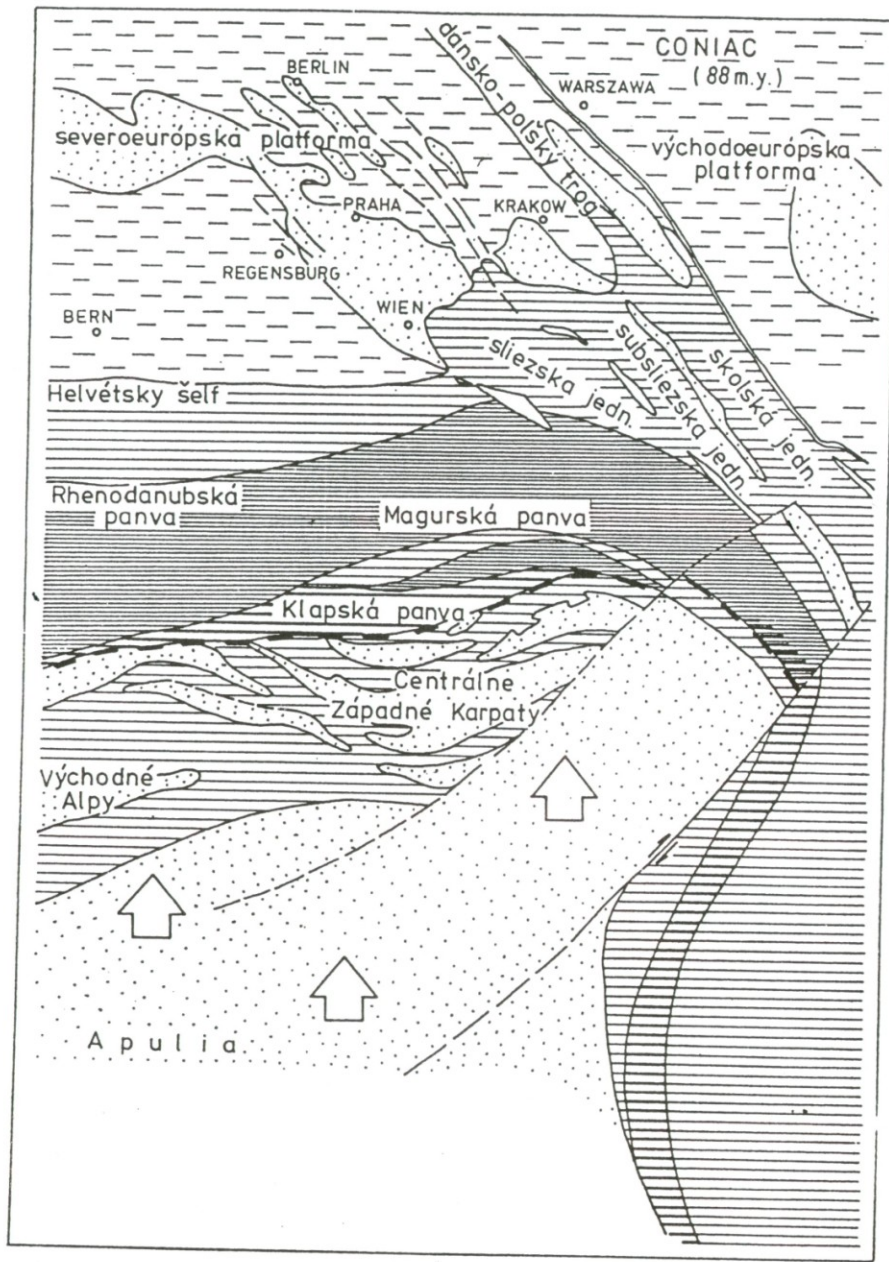 CONIAC
( 88 m.y.)
BERLIN
dánsko-poľský trog
WARSZAWA
severoeurópska platforma
východoeurópska
platforma
PRAHA
KRAKOW
REGENSBURG
BERN
WIEN
sliezska jedn.
subsliezska jedn.
skolská jedn.
Helvétsky šelf
Rhenodanubská
panva
Magurská panva
Klapská panva
Centrálne
Západné Karpaty
Východné
Alpy
Apulia